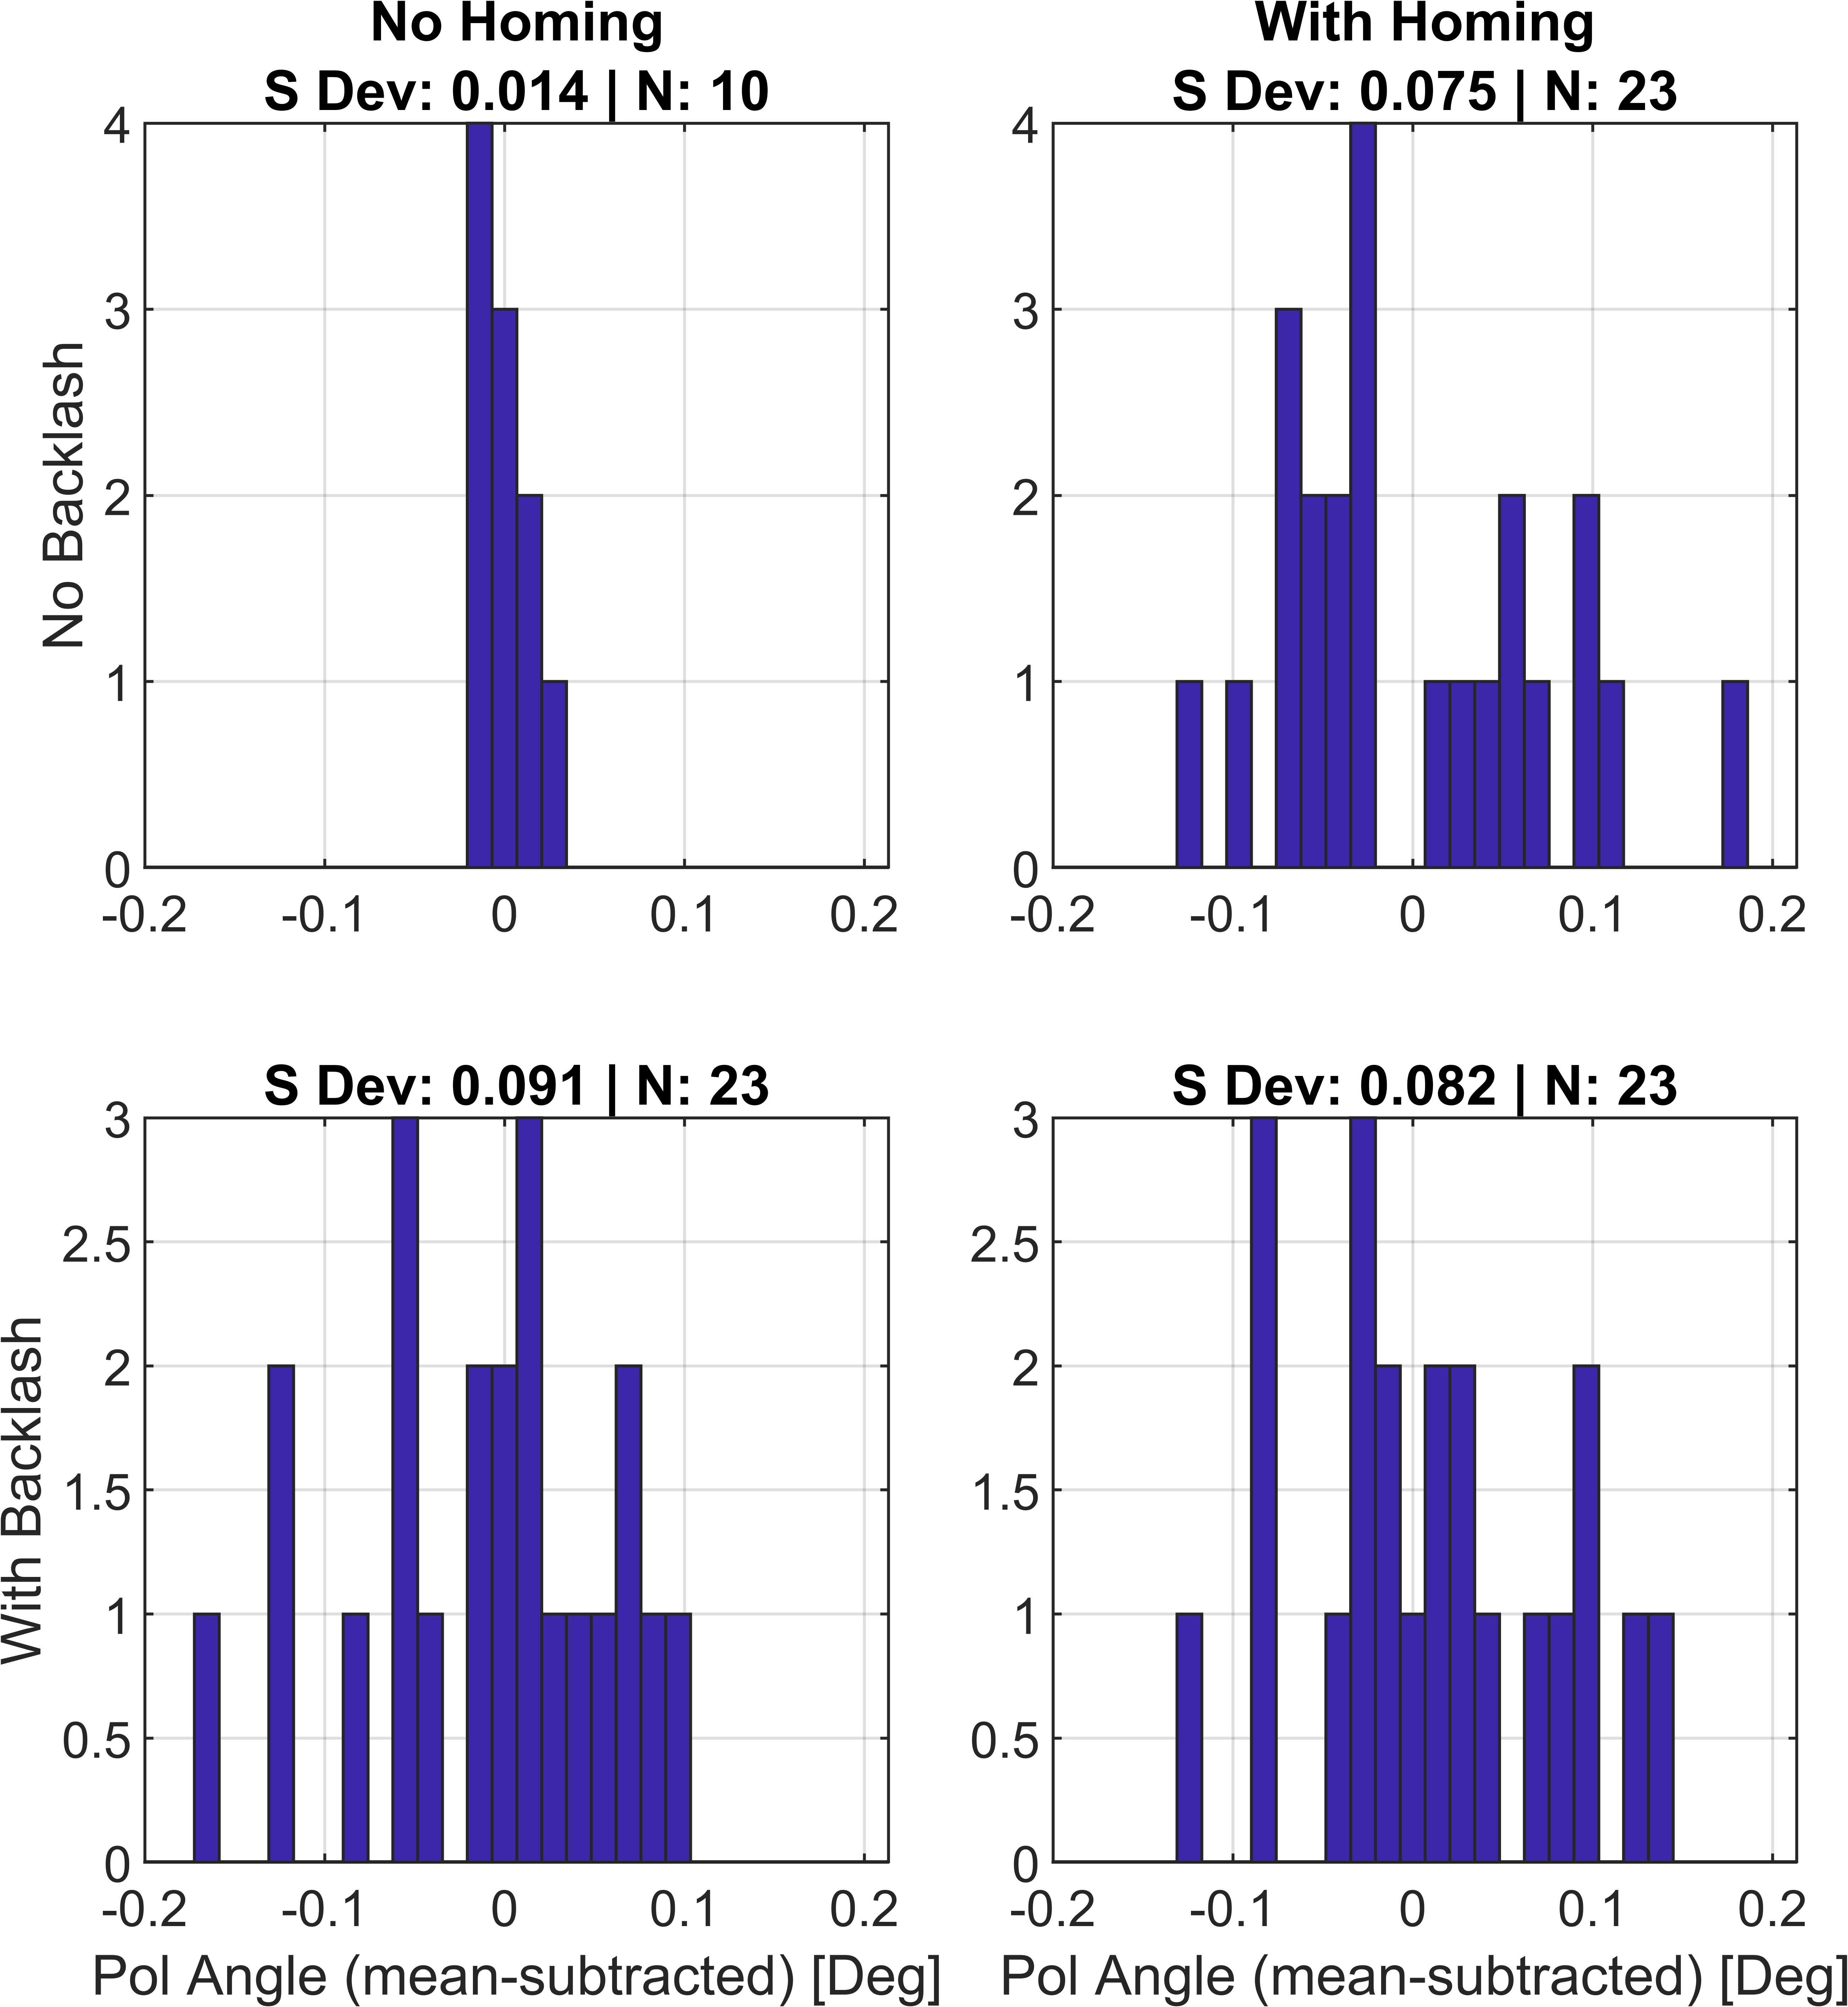 No Homing
S Dev: 0.014 | N: 10
With Homing
S Dev: 0.075 | N: 23
No Backlash
4
3
2
1
0
-0.2 -0.1 0 0.1 0.2
4
3
2
1
0
-0.2 -0.1 0 0.1 0.2
S Dev: 0.091 | N: 23
S Dev: 0.082 | N: 23
With Backlash
3
2.5
2
1.5
1
0.5
0
-0.2 -0.1 0 0.1 0.2
Pol Angle (mean-subtracted) [Deg]
3
2.5
2
1.5
1
0.5
0
-0.2 -0.1 0 0.1 0.2
Pol Angle (mean-subtracted) [Deg]